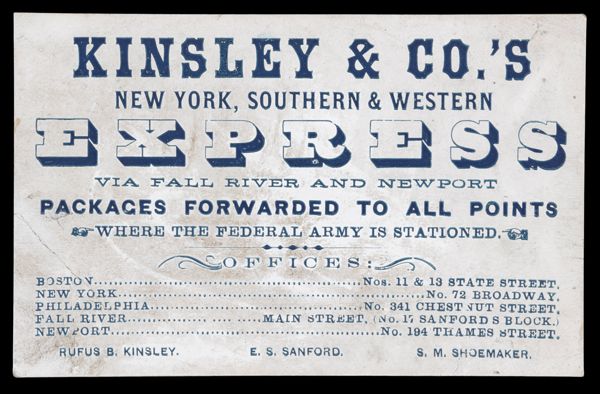 KINSLEY & CO.'S
NEW YORK, SOUTHERN & WESTERN
EXPRESS
VIA FALL RIVER AND NEWPORT
PACKAGES FORWARDED TO ALL POINTS
WHERE THE FEDERAL ARMY IS STATIONED.
OFFICES:
BOSTON......Nos. 11 & 13 STATE STREET.
NEW YORK......No. 72 BROADWAY.
PHILADELPHIA......No. 341 CHESTNUT STREET.
FALL RIVER......MAIN STREET, (No. 17 SANFORD'S BLOCK.)
NEWPORT......No. 194 THAMES STREET.
RUFUS B. KINSLEY. E. S. SANFORD. S. M. SHOEMAKER.